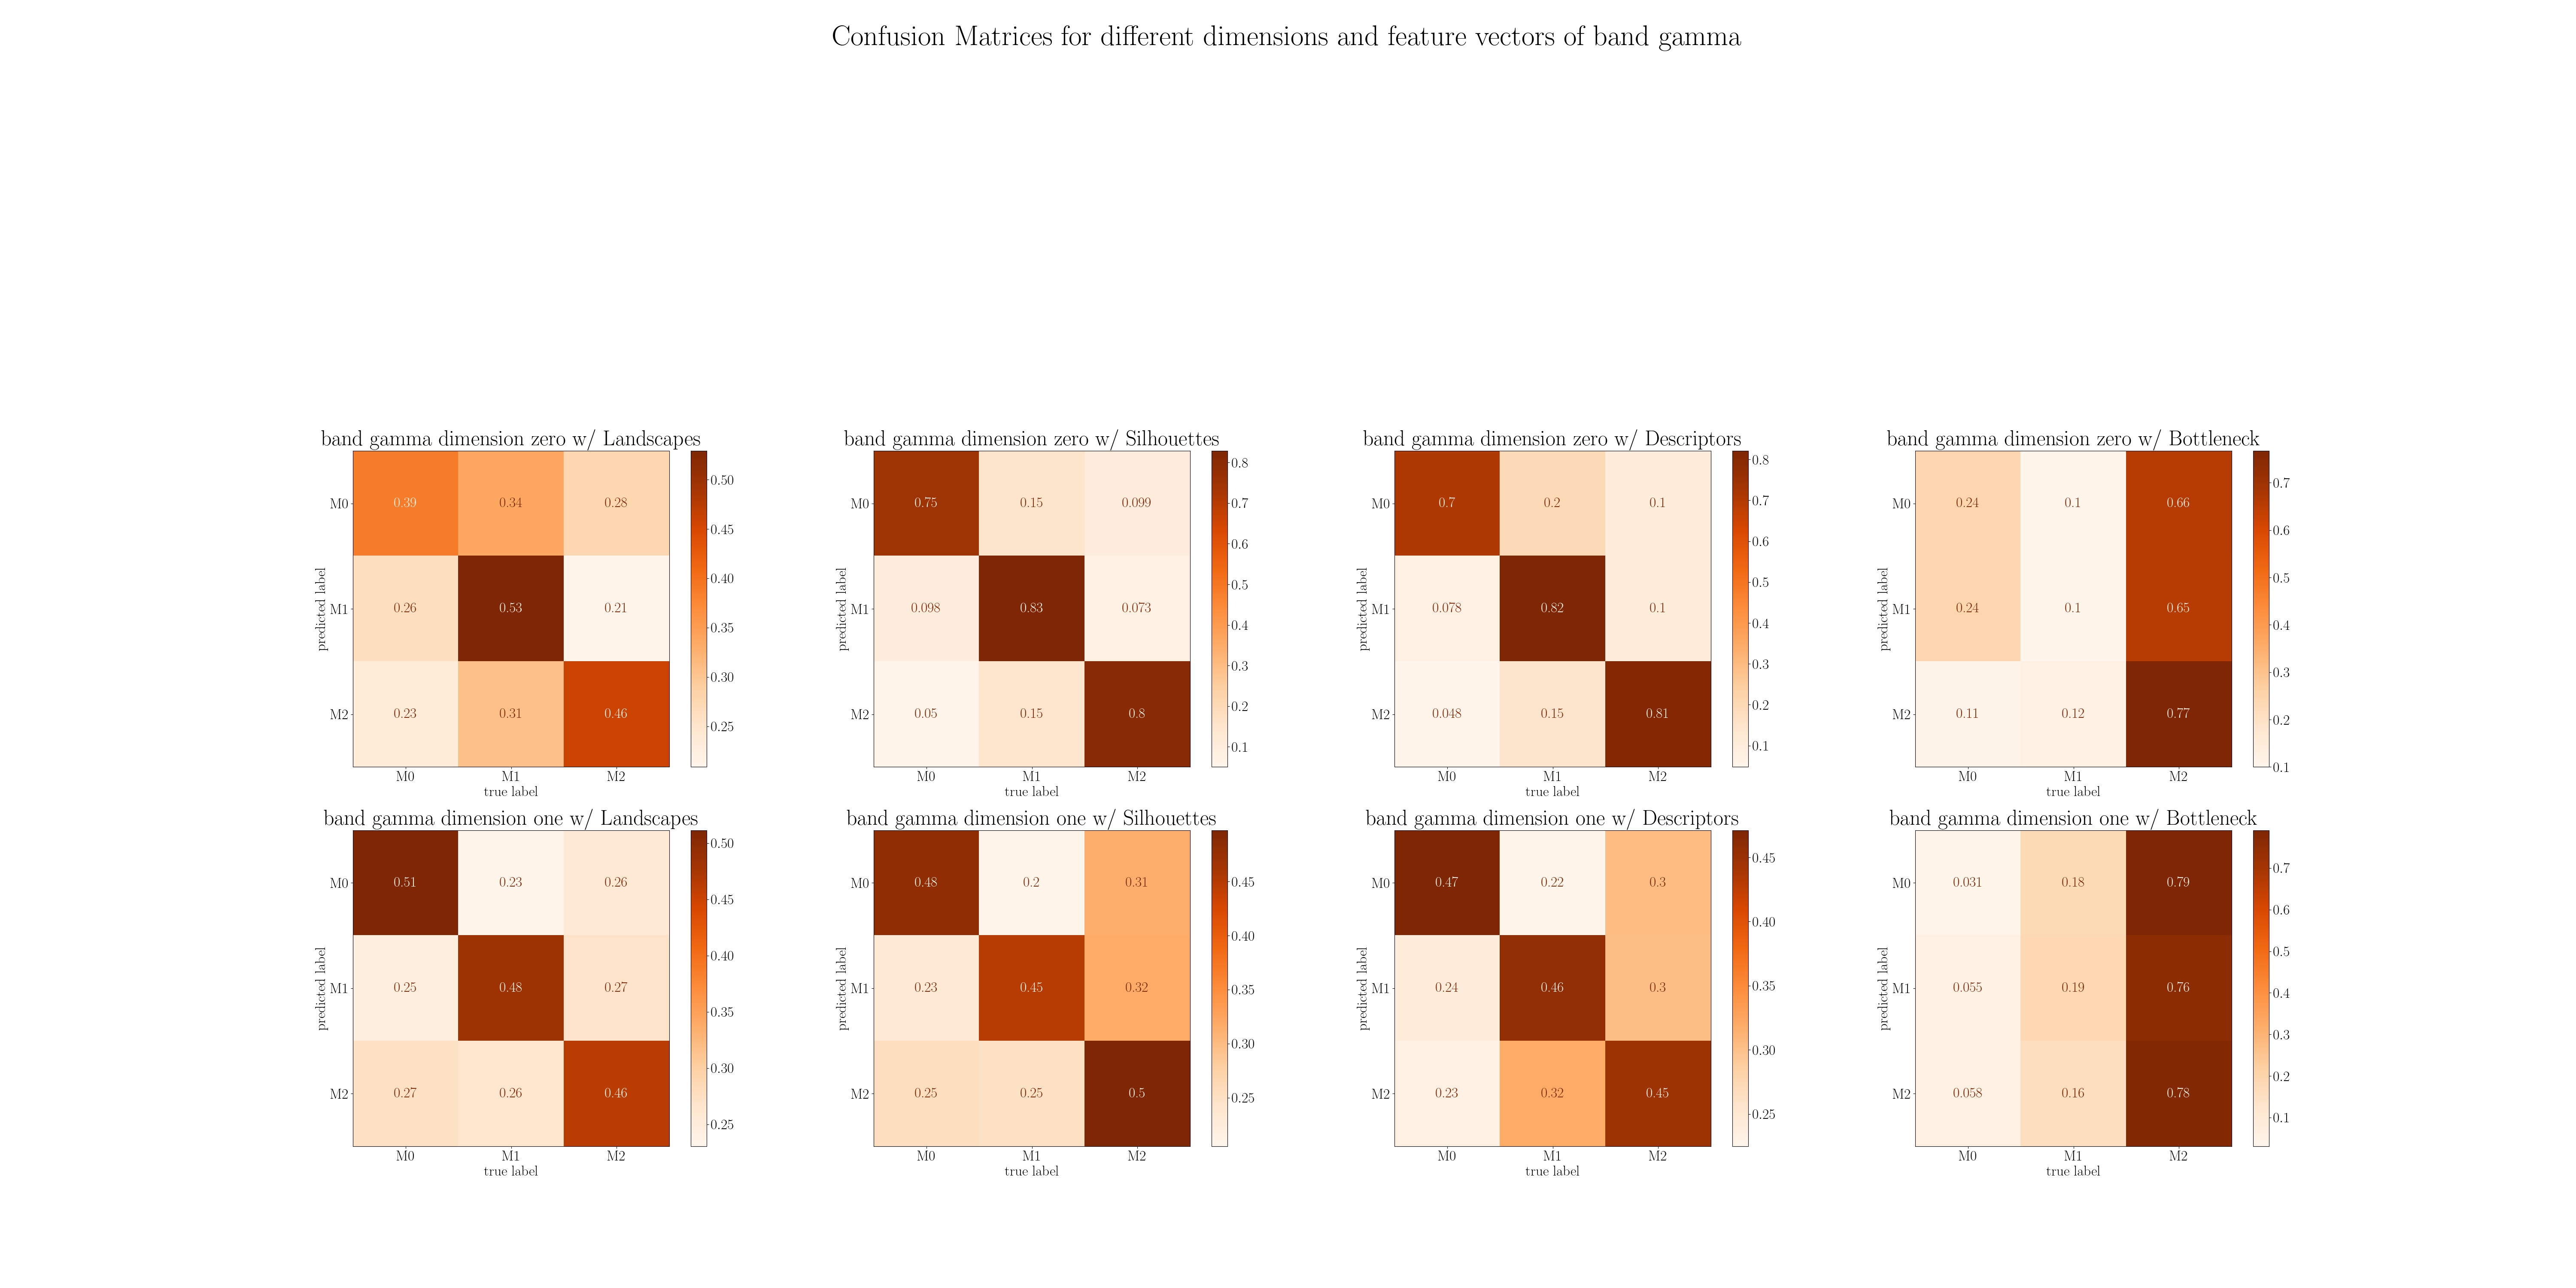 Confusion Matrices for different dimensions and feature vectors of band gamma
band gamma dimension zero w/ Landscapes
M0 0.39 0.34 0.28
M1 0.26 0.53 0.21
M2 0.23 0.31 0.46
M0 M1 M2
true label
predicted label
0.50
0.45
0.40
0.35
0.30
0.25
band gamma dimension zero w/ Silhouettes
M0 0.75 0.15 0.099
M1 0.098 0.83 0.073
M2 0.05 0.15 0.8
M0 M1 M2
true label
predicted label
0.8
0.7
0.6
0.5
0.4
0.3
0.2
0.1
band gamma dimension zero w/ Descriptors
M0 0.7 0.2 0.1
M1 0.078 0.82 0.1
M2 0.048 0.15 0.81
M0 M1 M2
true label
predicted label
0.8
0.7
0.6
0.5
0.4
0.3
0.2
0.1
band gamma dimension zero w/ Bottleneck
M0 0.24 0.1 0.66
M1 0.24 0.1 0.65
M2 0.11 0.12 0.77
M0 M1 M2
true label
predicted label
0.7
0.6
0.5
0.4
0.3
0.2
0.1
band gamma dimension one w/ Landscapes
M0 0.51 0.23 0.26
M1 0.25 0.48 0.27
M2 0.27 0.26 0.46
M0 M1 M2
true label
predicted label
0.50
0.45
0.40
0.35
0.30
0.25
band gamma dimension one w/ Silhouettes
M0 0.48 0.2 0.31
M1 0.23 0.45 0.32
M2 0.25 0.25 0.5
M0 M1 M2
true label
predicted label
0.45
0.40
0.35
0.30
0.25
band gamma dimension one w/ Descriptors
M0 0.47 0.22 0.3
M1 0.24 0.46 0.3
M2 0.23 0.32 0.45
M0 M1 M2
true label
predicted label
0.45
0.40
0.35
0.30
0.25
band gamma dimension one w/ Bottleneck
M0 0.031 0.18 0.79
M1 0.055 0.19 0.76
M2 0.058 0.16 0.78
M0 M1 M2
true label
predicted label
0.7
0.6
0.5
0.4
0.3
0.2
0.1